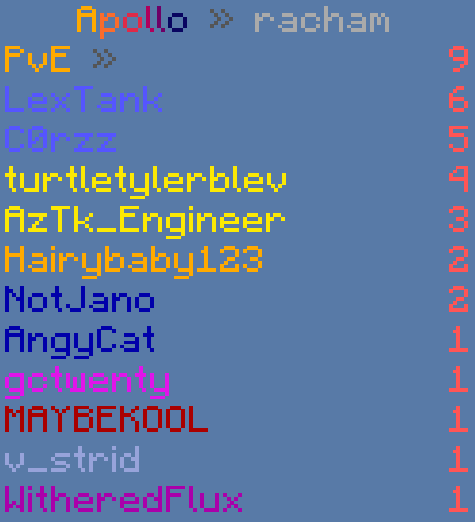 Apollo » racham
PvE » 9
LexTank 6
C0rzz 5
turtletylerblev 4
AzTk_Engineer 3
Hairybaby123 2
NotJano 2
AngyCat 1
gotwenty 1
MAYBEKOOL 1
v_strid 1
WitheredFlux 1